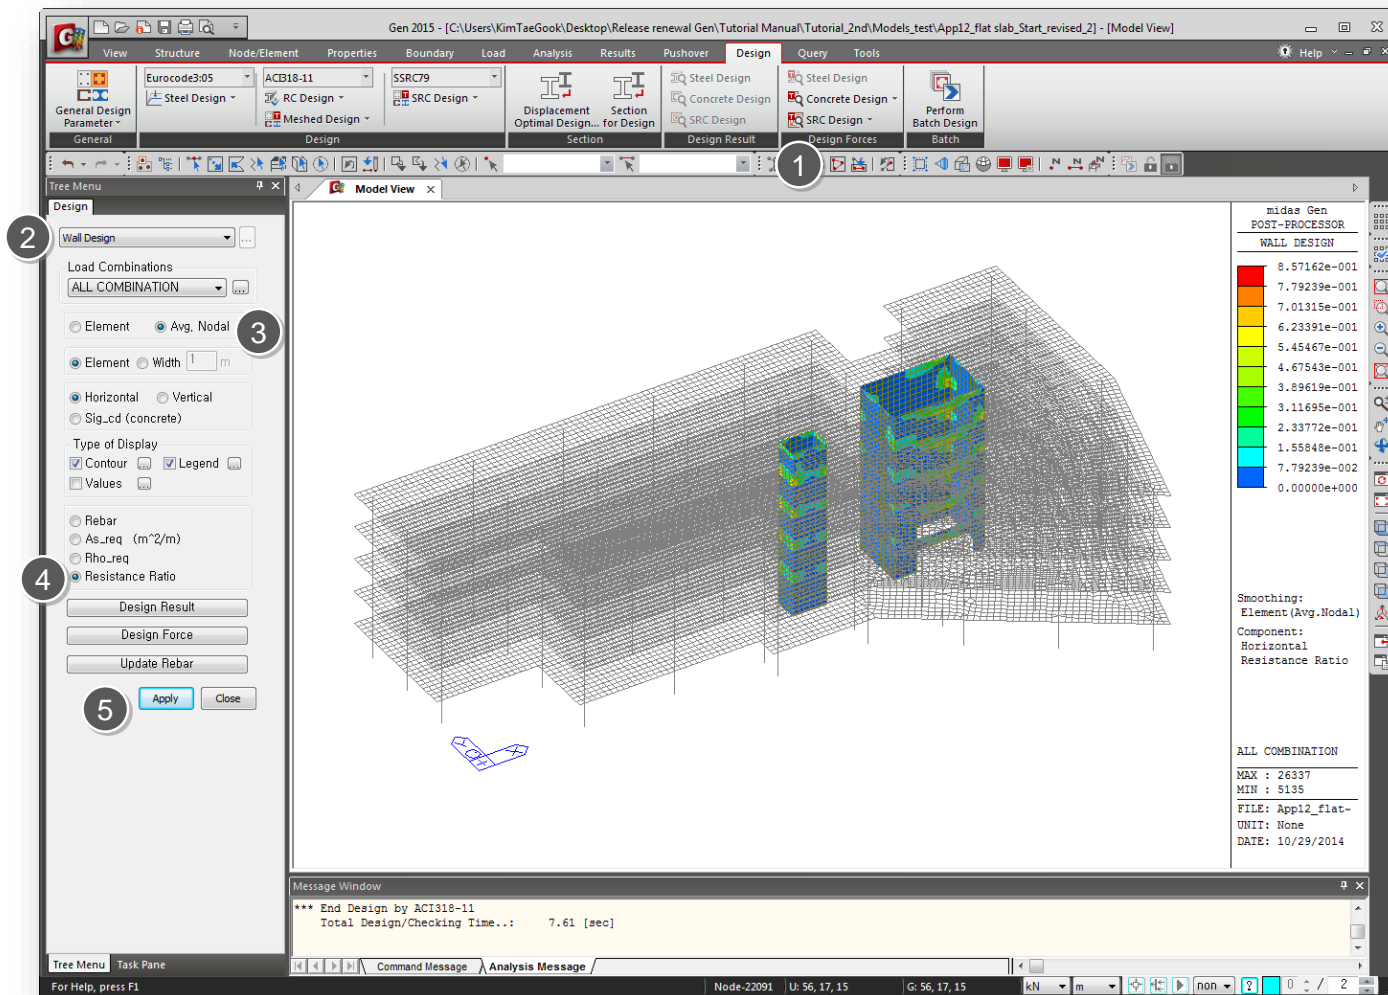 Gen 2015 - [C:\Users\KimTaeGook\Desktop\Release renewal Gen\Tutorial Manual\Tutorial_2nd\Models_test\App12_flat slab_Start_revised_2] - [Model View]
View Structure Node/Element Properties Boundary Load Analysis Results Pushover Design Query Tools Help
Eurocode3:05 ACI318-11 SSRC79
Steel Design RC Design SRC Design
Meshed Design
General Design
Parameter
Displacement
Optimal Design...
Section
for Design
Steel Design
Concrete Design
SRC Design
Steel Design
Concrete Design
SRC Design
Perform
Batch Design
General Design Section Design Result Design Forces Batch
1
Tree Menu
Design
Model View
2
Wall Design
...
Load Combinations
ALL COMBINATION
...
Element Avg, Nodal
3
Element Width 1 m
Horizontal Vertical
Sig_cd (concrete)
Type of Display
Contour ... Legend ...
Values ...
Rebar
As_req (m^2/m)
Rho_req
4
Resistance Ratio
Design Result
Design Force
Update Rebar
5
Apply Close
midas Gen
POST-PROCESSOR
WALL DESIGN
8.57162e-001
7.79239e-001
7.01315e-001
6.23391e-001
5.45467e-001
4.67543e-001
3.89619e-001
3.11695e-001
2.33772e-001
1.55848e-001
7.79239e-002
0.00000e+000
Smoothing:
Element(Avg.Nodal)
Component:
Horizontal
Resistance Ratio
ALL COMBINATION
MAX : 26337
MIN : 5135
FILE: App12_flat~
UNIT: None
DATE: 10/29/2014
X
Message Window
*** End Design by ACI318-11
Total Design/Checking Time..: 7.61 [sec]
Command Message Analysis Message
Tree Menu Task Pane
For Help, press F1
Node-22091 U: 56, 17, 15 G: 56, 17, 15 kN m non ? 0 / 2